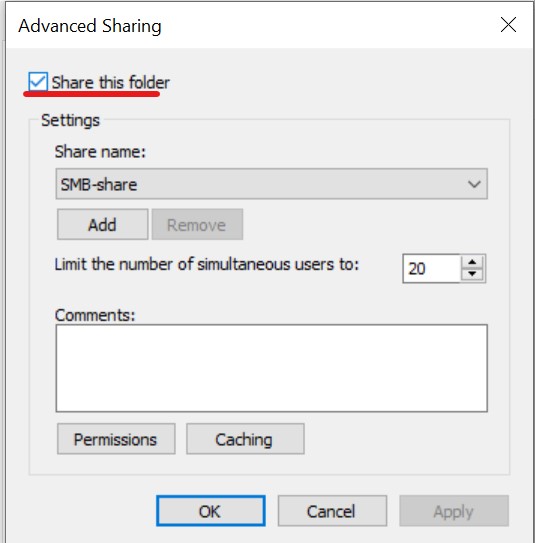 Advanced Sharing
Share this folder
Settings
Share name:
SMB-share
Add Remove
Limit the number of simultaneous users to: 20
Comments:
Permissions Caching
OK Cancel Apply